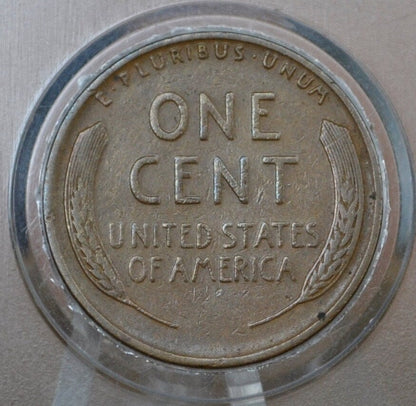 E · PLURIBUS · UNUM
ONE
CENT
UNITED STATES
OF AMERICA